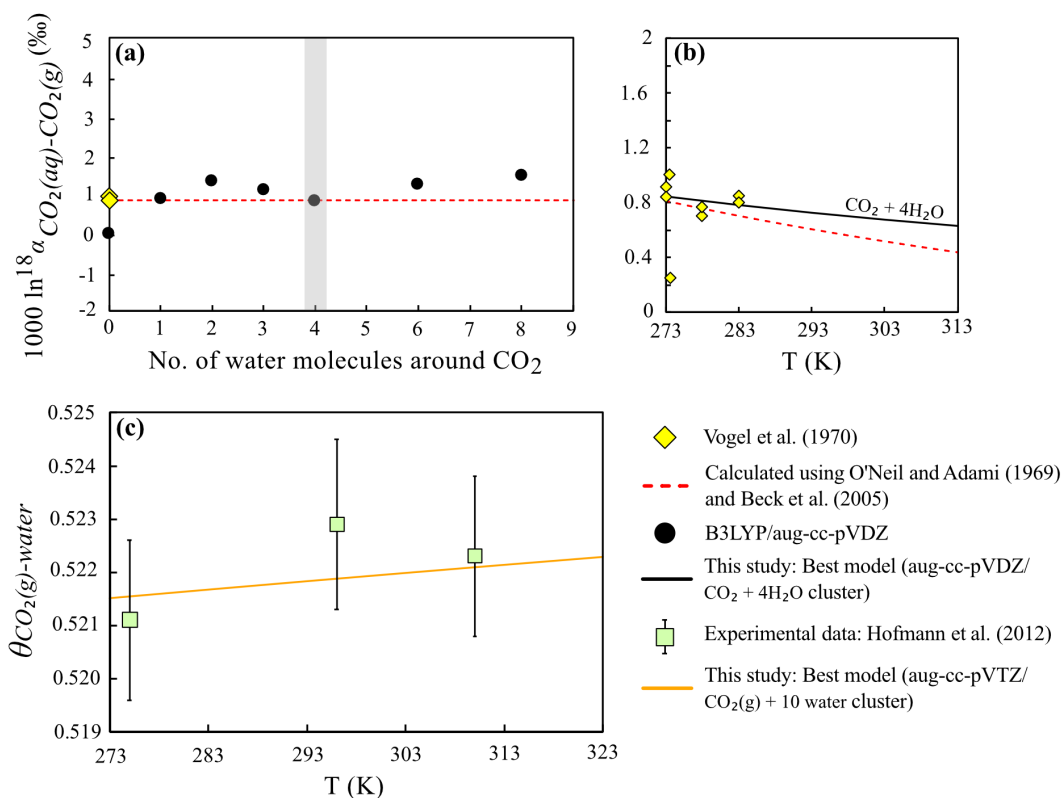 (a)
1000 ln¹⁸α CO₂(aq)-CO₂(g) (‰)
5
4
3
2
1
0
-1
-2
0 1 2 3 4 5 6 7 8 9
No. of water molecules around CO₂
(b)
2
1.6
1.2
0.8
0.4
0
CO₂ + 4H₂O
273 283 293 303 313
T (K)
(c)
θCO₂(g)-water
0.525
0.524
0.523
0.522
0.521
0.520
0.519
273 283 293 303 313 323
T (K)
Vogel et al. (1970)
Calculated using O'Neil and Adami (1969)
and Beck et al. (2005)
B3LYP/aug-cc-pVDZ
This study: Best model (aug-cc-pVDZ/
CO₂ + 4H₂O cluster)
Experimental data: Hofmann et al. (2012)
This study: Best model (aug-cc-pVTZ/
CO₂(g) + 10 water cluster)